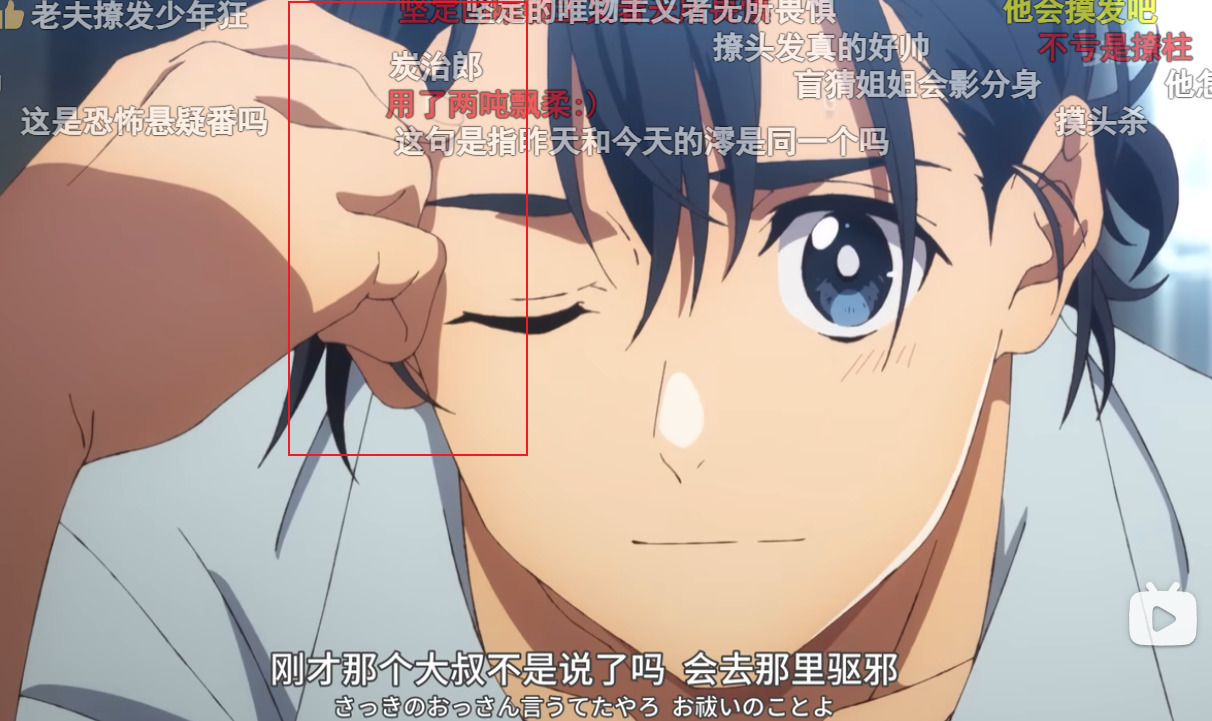 老夫撩发少年狂
坚定的唯物主义者无所畏惧
他会摸发吧
撩头发真的好帅
不亏是撩柱
炭治郎
盲猜姐姐会影分身
用了两吨飘柔:)
这是恐怖悬疑番吗
这句是指昨天和今天的澪是同一个吗
摸头杀
刚才那个大叔不是说了吗 会去那里驱邪
さっきのおっさん言うてたやろ お祓いのことよ